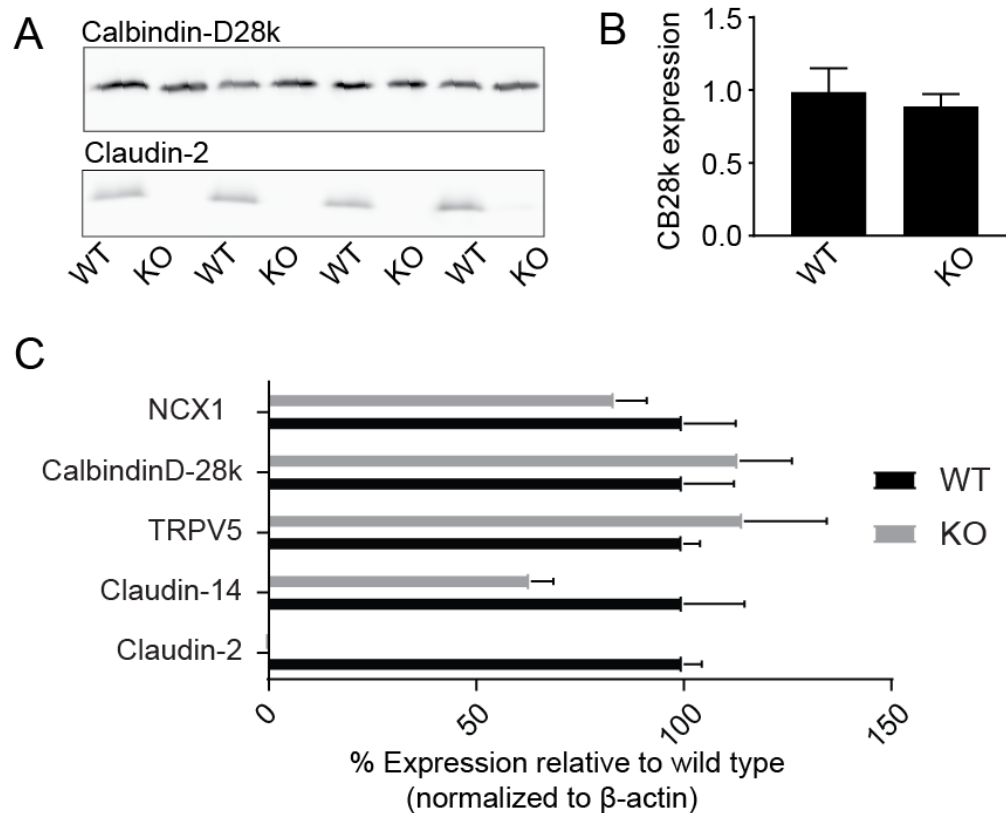 A
Calbindin-D28k
Claudin-2
WT KO WT KO WT KO WT KO
B
CB28k expression
1.5
1.0
0.5
0.0
WT KO
C
NCX1
CalbindinD-28k
TRPV5
Claudin-14
Claudin-2
WT
KO
0 50 100 150
% Expression relative to wild type
(normalized to β-actin)